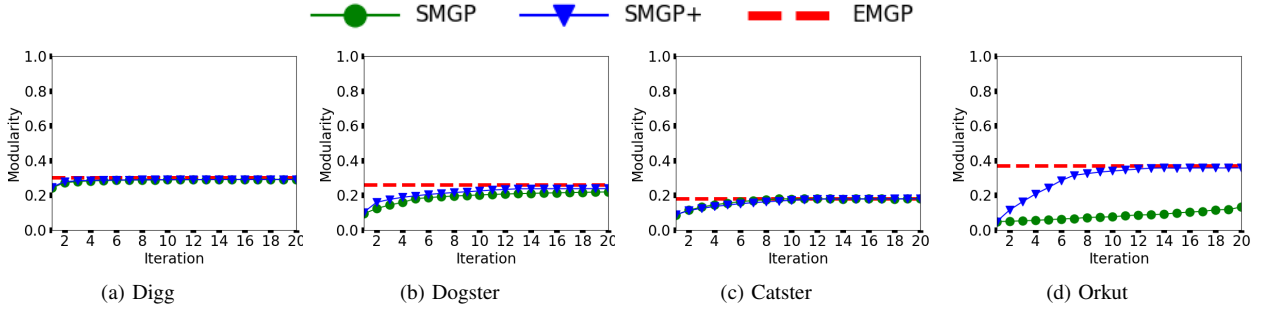 SMGP SMGP+ EMGP
1.0 0.8 0.6 0.4 0.2 0.0
Modularity
2 4 6 8 10 12 14 16 18 20
Iteration
(a) Digg
1.0 0.8 0.6 0.4 0.2 0.0
Modularity
2 4 6 8 10 12 14 16 18 20
Iteration
(b) Dogster
1.0 0.8 0.6 0.4 0.2 0.0
Modularity
2 4 6 8 10 12 14 16 18 20
Iteration
(c) Catster
1.0 0.8 0.6 0.4 0.2 0.0
Modularity
2 4 6 8 10 12 14 16 18 20
Iteration
(d) Orkut